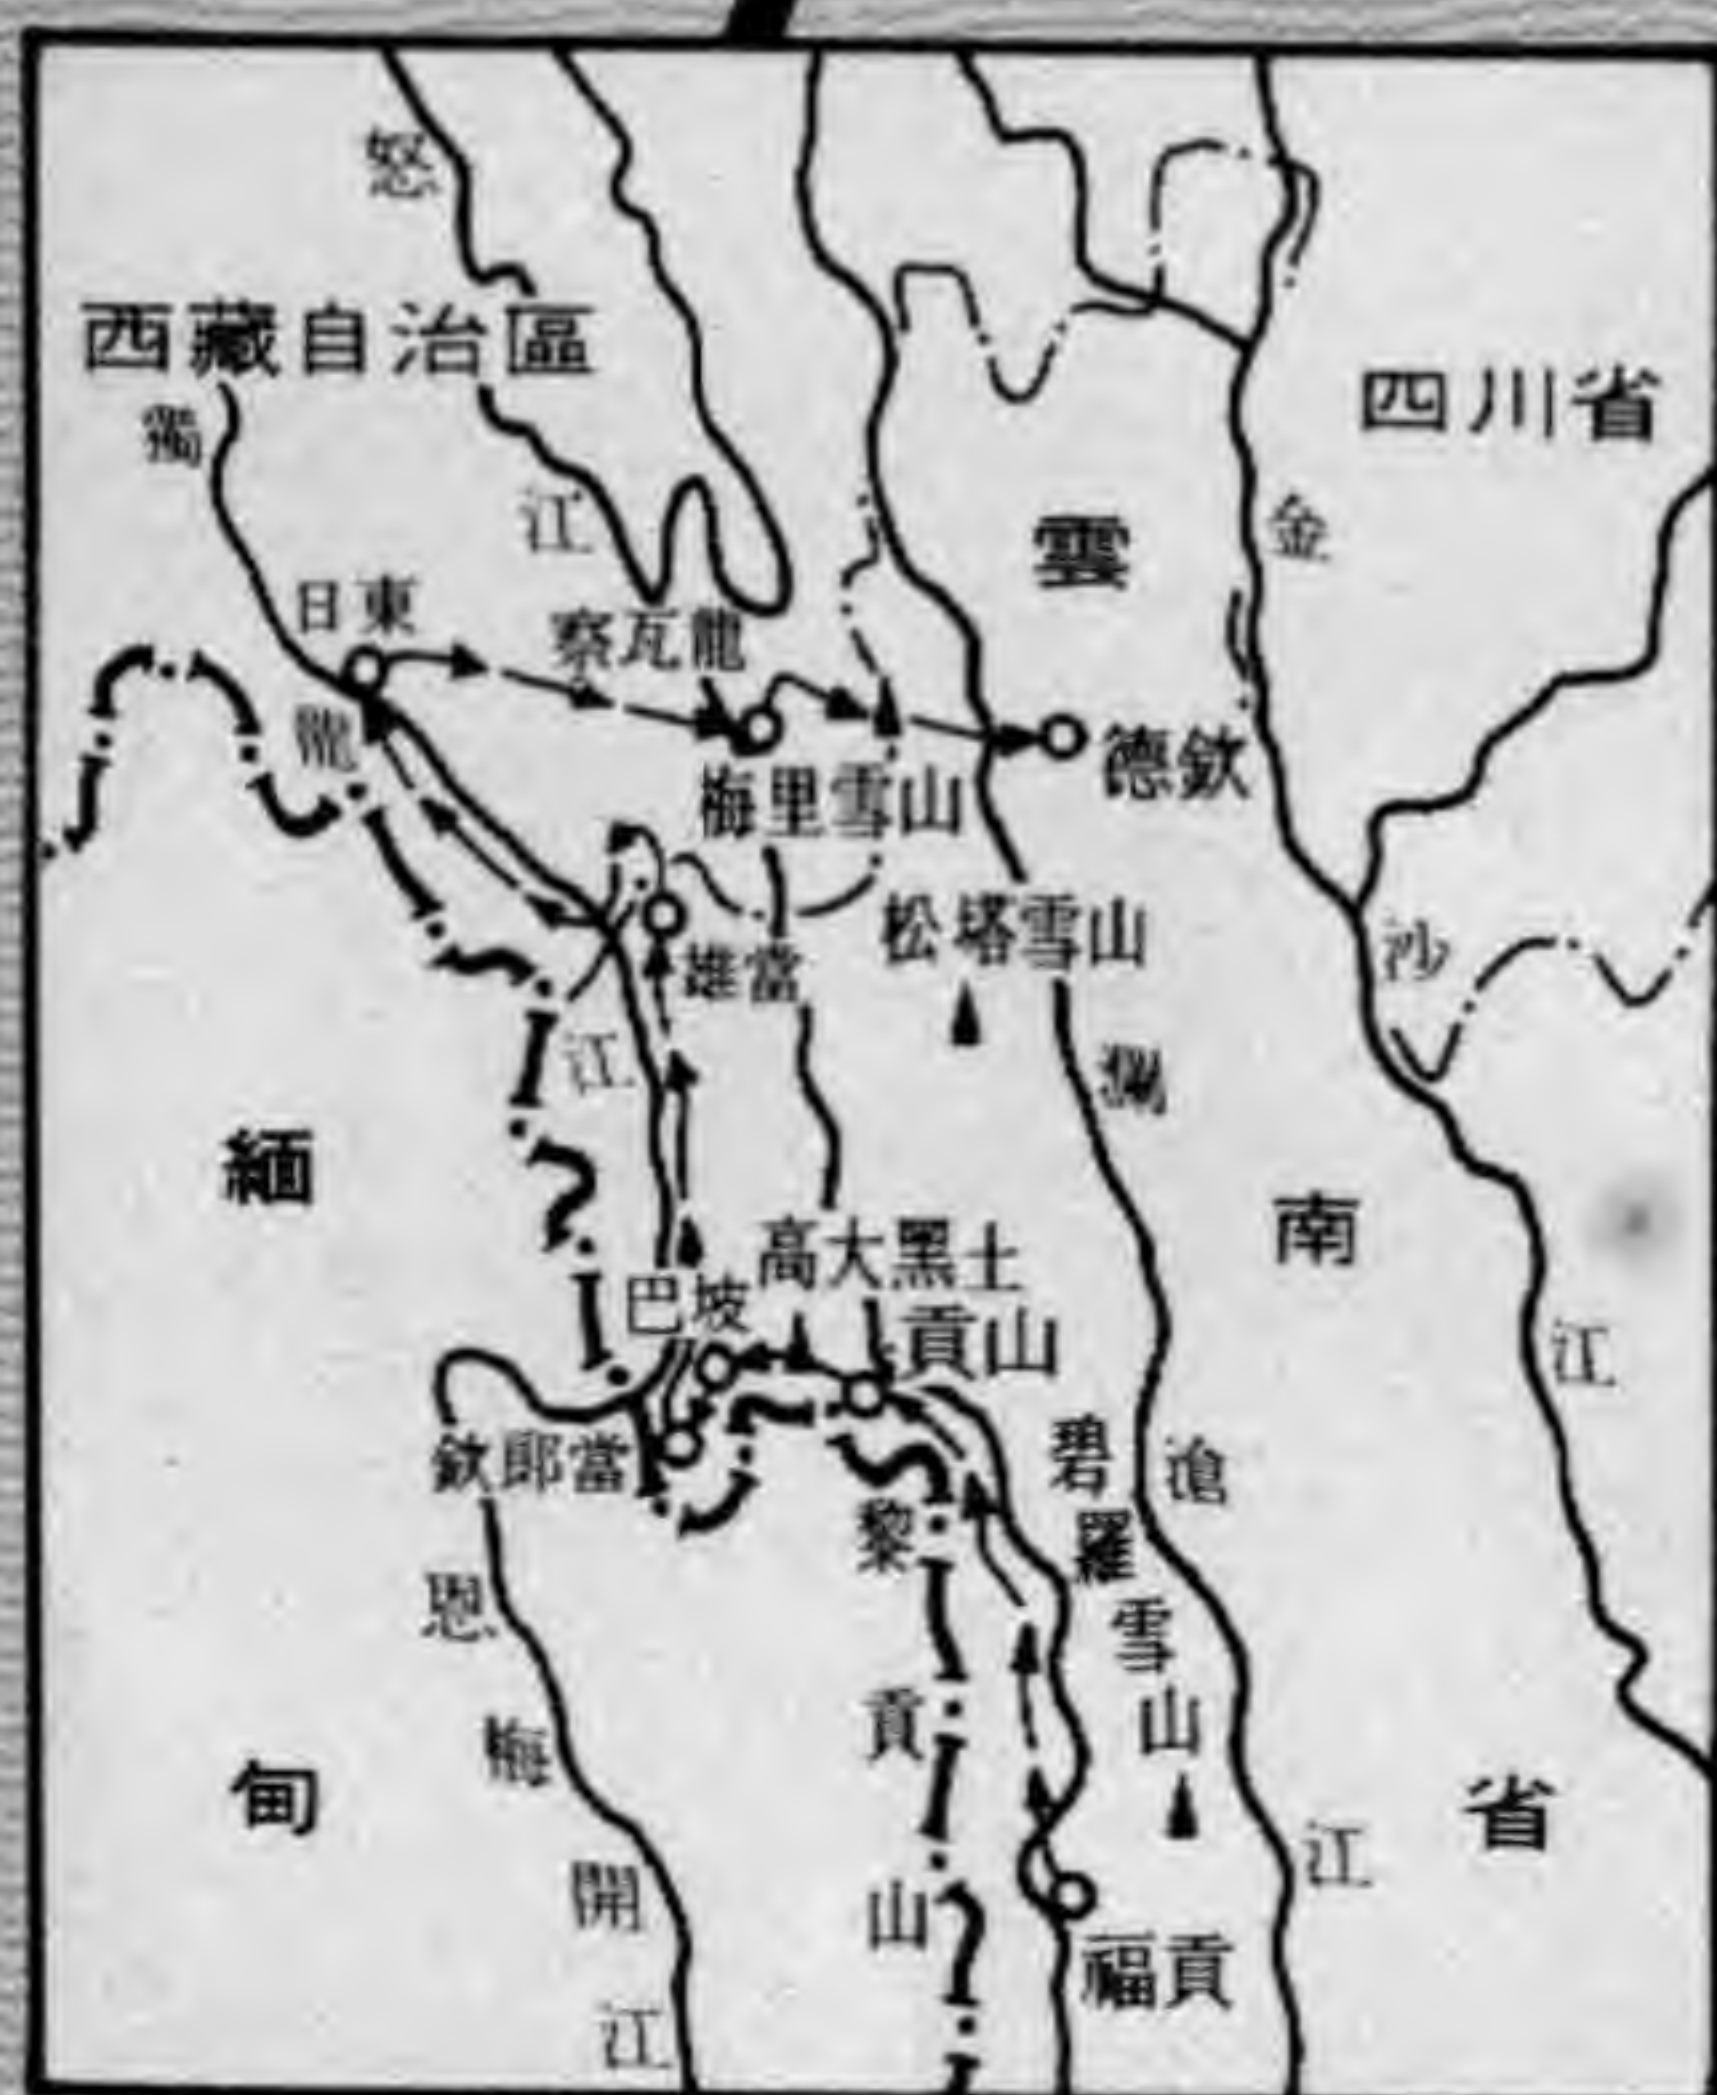 怒江
西藏自治區
四川省
獨龍江
雲南省
金沙江
日東
察瓦龍
德欽
梅里雪山
松塔雪山
雄當
瀾滄江
緬甸
高大黑土
巴坡
貢山
欽郎當
碧羅雪山
黎貢山
恩梅開江
福貢